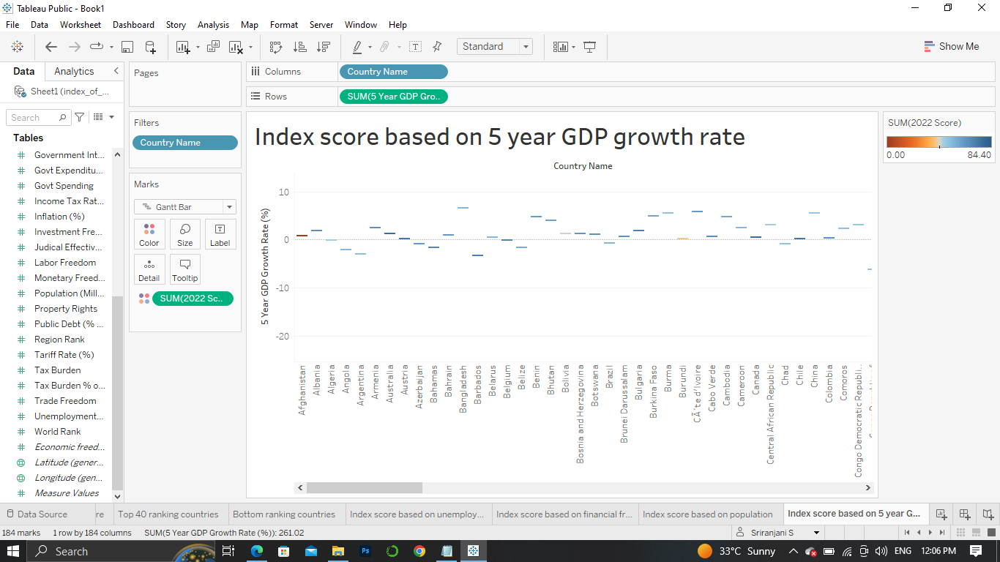 Tableau Public - Book1
File Data Worksheet Dashboard Story Analysis Map Format Server Window Help
Standard
Show Me
Data Analytics
Sheet1 (index_of_...
Search
Tables
Government Int...
Govt Expenditu...
Govt Spending
Income Tax Rat...
Inflation (%)
Investment Fre...
Judical Effectiv...
Labor Freedom
Monetary Freed...
Population (Mill...
Property Rights
Public Debt (% ...
Region Rank
Tariff Rate (%)
Tax Burden
Tax Burden % o...
Trade Freedom
Unemployment...
World Rank
Economic freed...
Latitude (gener...
Longitude (gen...
Measure Values
Pages
Filters
Country Name
Marks
Gantt Bar
Color Size Label
Detail Tooltip
SUM(2022 Sc..
Columns Country Name
Rows SUM(5 Year GDP Gro..
Index score based on 5 year GDP growth rate
Country Name
5 Year GDP Growth Rate (%)
10
0
-10
-20
Afghanistan
Albania
Algeria
Angola
Argentina
Armenia
Australia
Austria
Azerbaijan
Bahamas
Bahrain
Bangladesh
Barbados
Belarus
Belgium
Belize
Benin
Bhutan
Bolivia
Bosnia and Herzegovina
Botswana
Brazil
Brunei Darussalam
Bulgaria
Burkina Faso
Burma
Burundi
CÃ´te d'Ivoire
Cabo Verde
Cambodia
Cameroon
Canada
Central African Republic
Chad
Chile
China
Colombia
Comoros
Congo Democratic Republi..
SUM(2022 Score)
0.00 84.40
Data Source re Top 40 ranking countries Bottom ranking countries Index score based on unemploy... Index score based on financial fr... Index score based on population Index score based on 5 year G...
184 marks 1 row by 184 columns SUM(5 Year GDP Growth Rate (%)): 261.02 Sriranjani S
Search
Ps
33°C Sunny
ENG 12:06 PM